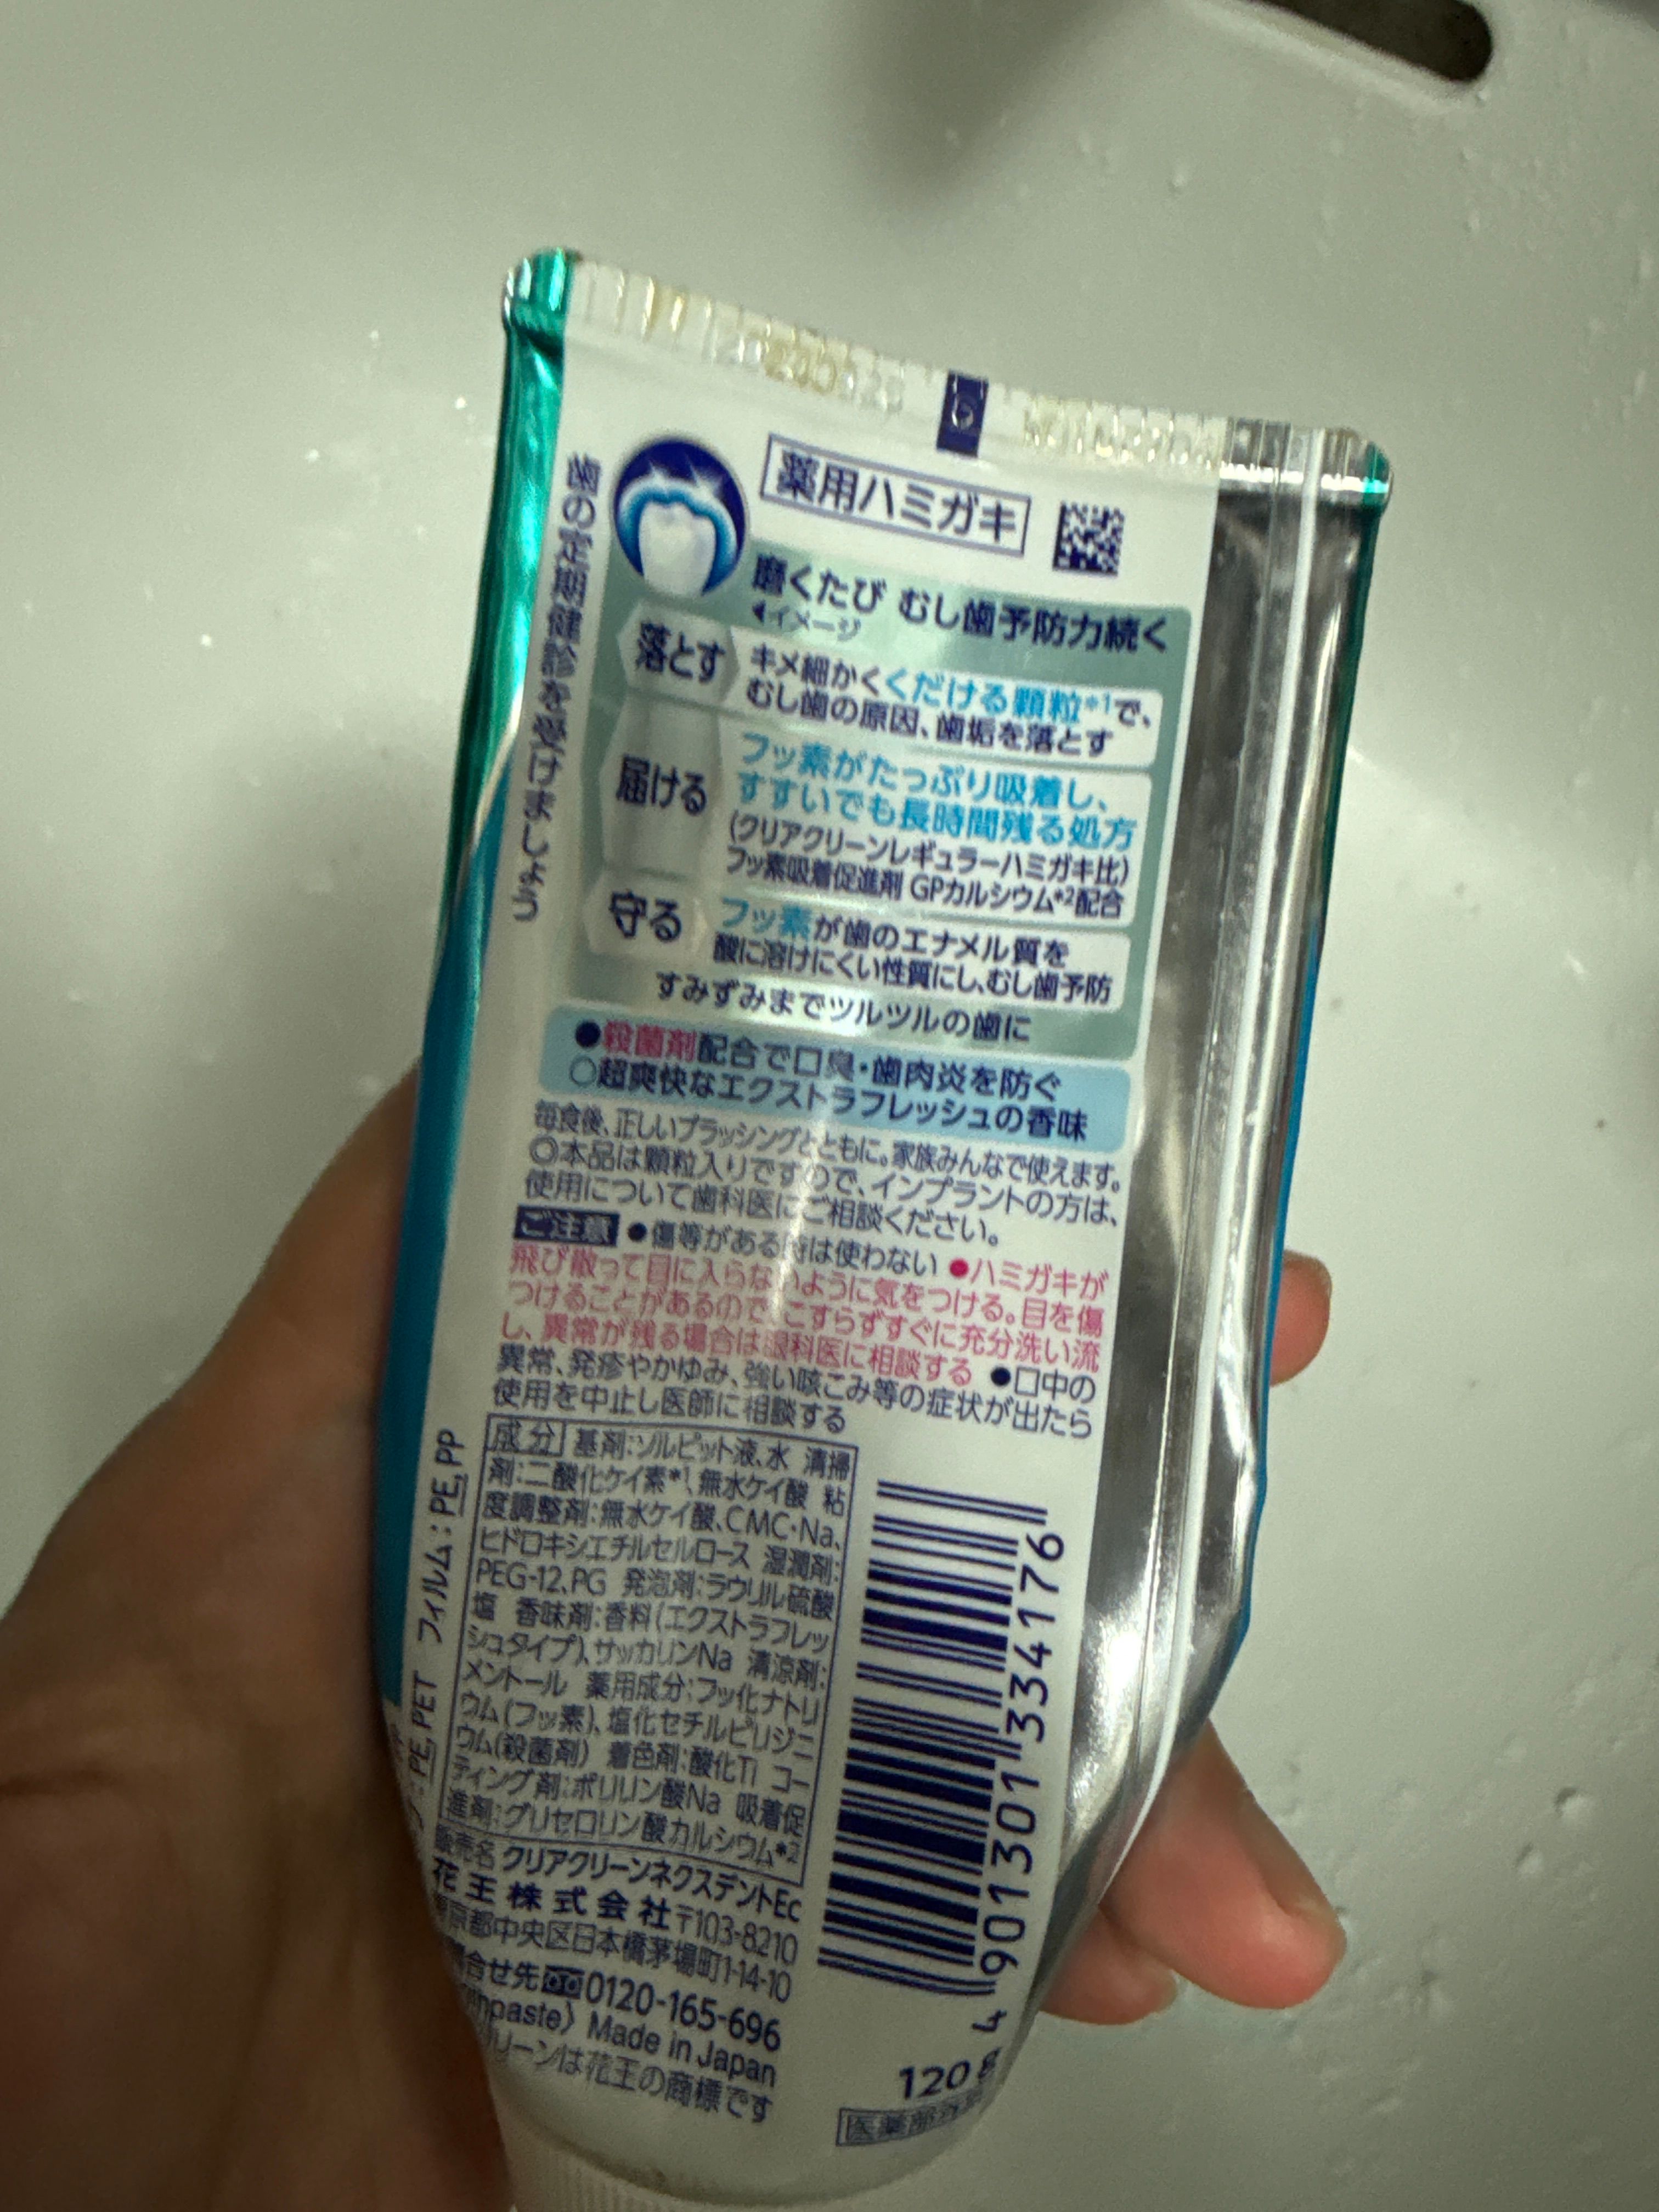 薬用ハミガキ
磨くたび むし歯予防力続く
◀イメージ
落とす
キメ細かくくだける顆粒*1で、
むし歯の原因、歯垢を落とす
届ける
フッ素がたっぷり吸着し、
すすいでも長時間残る処方
(クリアクリーンレギュラーハミガキ比)
フッ素吸着促進剤 GPカルシウム*2配合
守る
フッ素が歯のエナメル質を
酸に溶けにくい性質にし、むし歯予防
すみずみまでツルツルの歯に
●殺菌剤配合で口臭・歯肉炎を防ぐ
○超爽快なエクストラフレッシュの香味
毎食後、正しいブラッシングとともに。家族みんなで使えます。
◎本品は顆粒入りですので、インプラントの方は、
使用について歯科医にご相談ください。
ご注意 ●傷等がある時は使わない ●ハミガキが
飛び散って目に入らないように気をつける。目を傷
つけることがあるので、こすらずすぐに充分洗い流
し、異常が残る場合は眼科医に相談する ●口中の
異常、発疹やかゆみ、強い咳こみ等の症状が出たら
使用を中止し医師に相談する
成分 基剤:ソルビット液、水 清掃
剤:二酸化ケイ素*1、無水ケイ酸 粘
度調整剤:無水ケイ酸、CMC・Na、
ヒドロキシエチルセルロース 湿潤剤:
PEG-12、PG 発泡剤:ラウリル硫酸
塩 香味剤:香料(エクストラフレッ
シュタイプ)、サッカリンNa 清涼剤:
メントール 薬用成分:フッ化ナトリ
ウム(フッ素)、塩化セチルピリジニ
ウム(殺菌剤) 着色剤:酸化Ti コー
ティング剤:ポリリン酸Na 吸着促
進剤:グリセロリン酸カルシウム*2
販売名 クリアクリーンネクスデントEc
花王株式会社 〒103-8210
東京都中央区日本橋茅場町1-14-10
合せ先 0120-165-696
paste〉 Made in Japan
リーンは花王の商標です
4 901301 334176
120g
医薬部外
歯の定期健診を受けましょう
: PE, PET フィルム: PE, PP